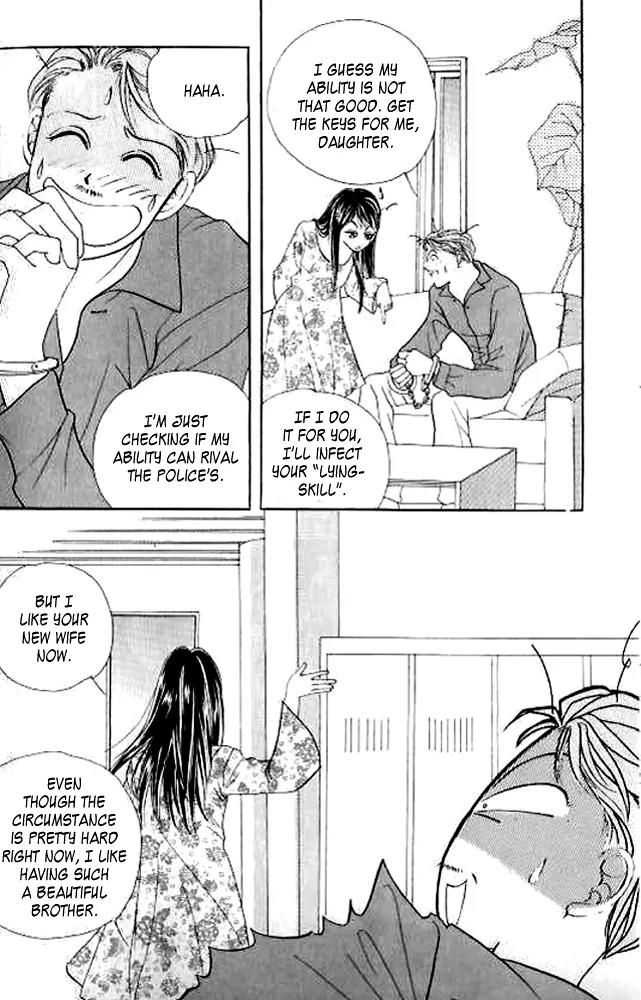 HAHA.
I'M JUST
CHECKING IF MY
ABILITY CAN RIVAL
THE POLICE'S.
I GUESS MY
ABILITY IS NOT
THAT GOOD. GET
THE KEYS FOR ME,
DAUGHTER.
IF I DO
IT FOR YOU,
I'LL INFECT
YOUR "LYING-
SKILL".
BUT I
LIKE YOUR
NEW WIFE
NOW.
EVEN
THOUGH THE
CIRCUMSTANCE
IS PRETTY HARD
RIGHT NOW, I LIKE
HAVING SUCH
A BEAUTIFUL
BROTHER.